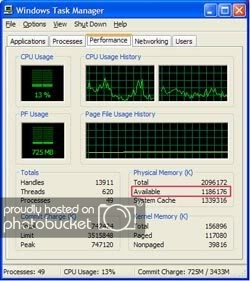 Windows Task Manager
File Options View Shut Down Help
Applications Processes Performance Networking Users
CPU Usage CPU Usage History
13 %
PF Usage Page File Usage History
725 MB
Totals Physical Memory (K)
Handles 13911 Total 2096172
Threads 620 Available 1186176
Processes 49 System Cache 1339316
proudly hosted on
photobucket
Commit Charge (K) Kernel Memory (K)
Total 156896
Limit 3515848 Paged 117080
Peak 747120 Nonpaged 39816
Processes: 49 CPU Usage: 13% Commit Charge: 725M / 3433M